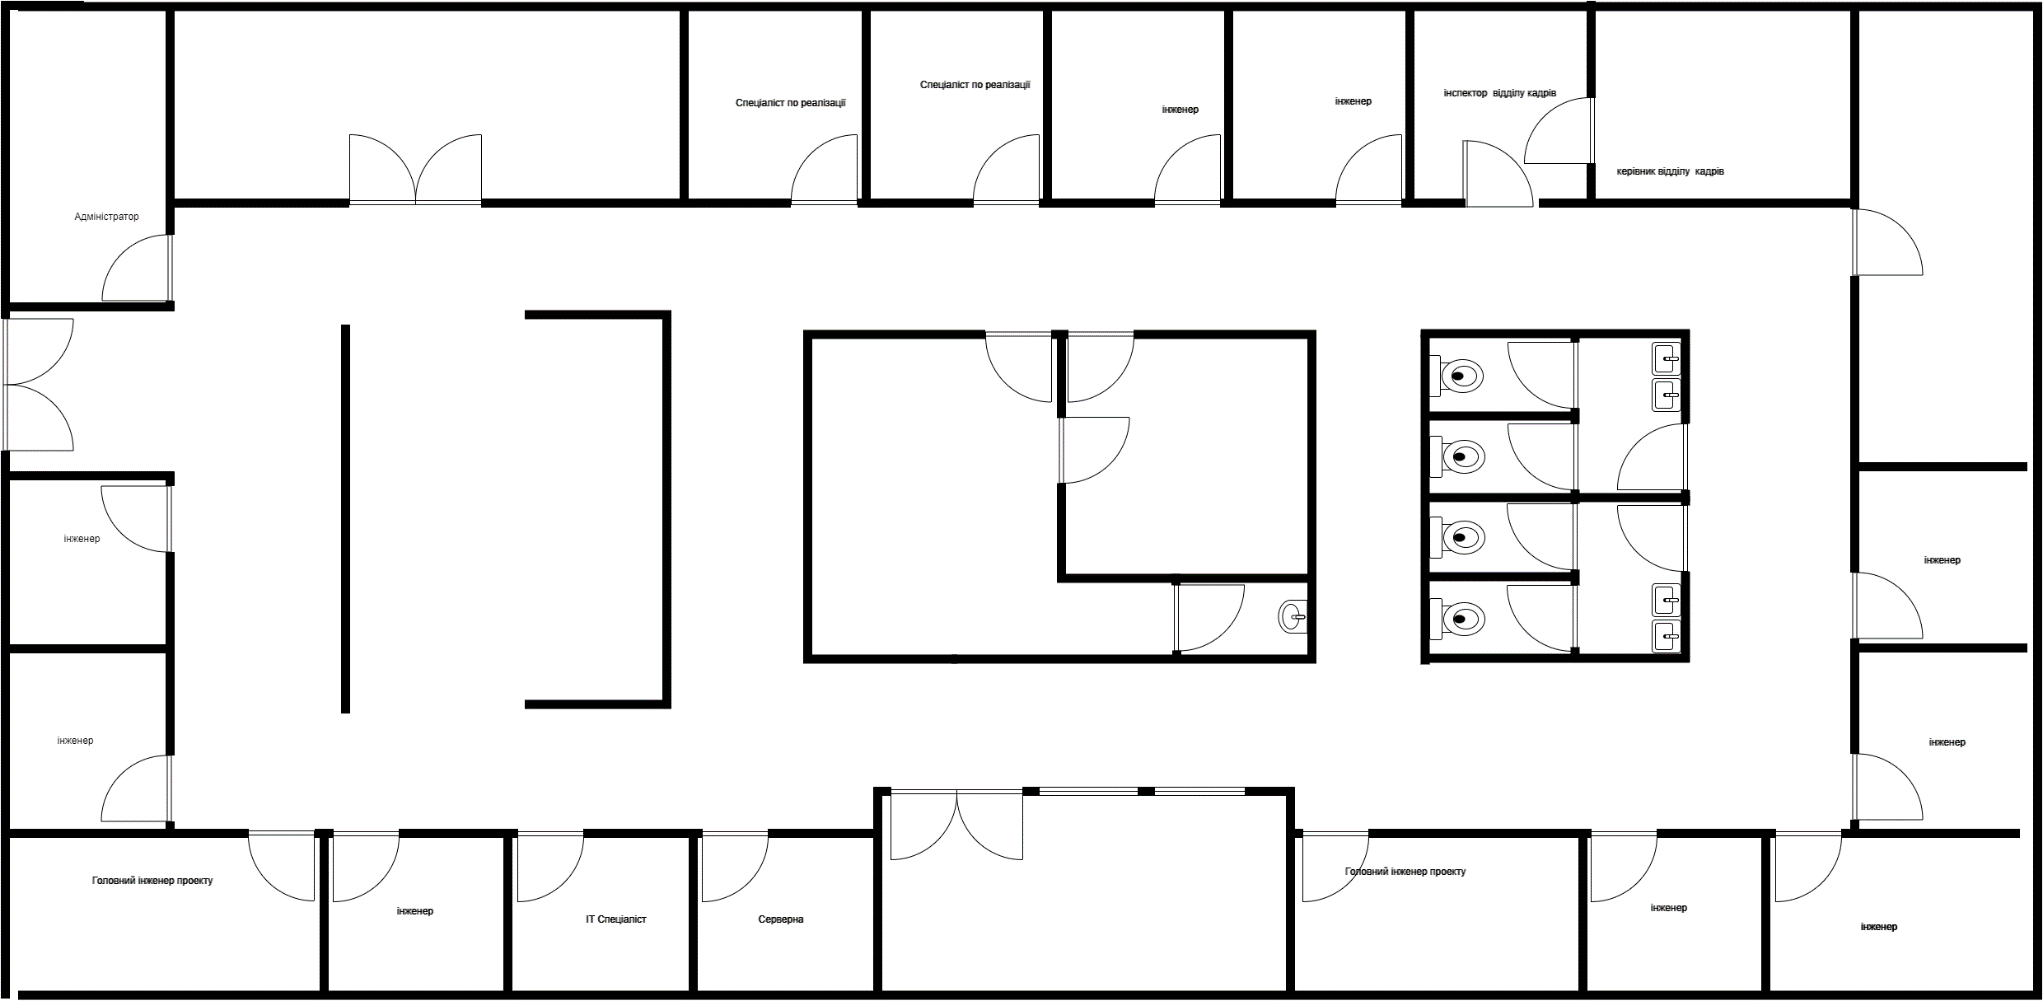 Спеціаліст по реалізації
Спеціаліст по реалізації
інженер
інженер
інспектор відділу кадрів
керівник відділу кадрів
Адміністратор
інженер
інженер
інженер
інженер
Головний інженер проекту
інженер
ІТ Спеціаліст
Серверна
Головний інженер проекту
інженер
інженер